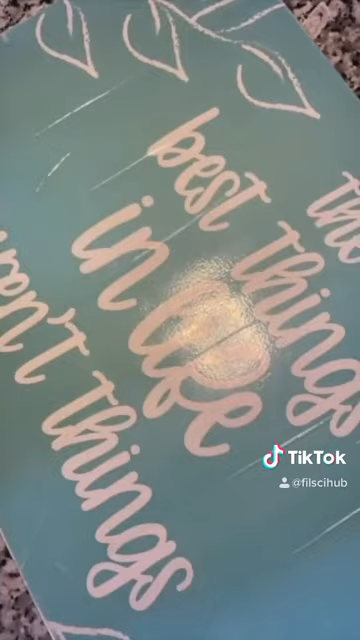 the
best things
in life
aren't things
TikTok
@filscihub